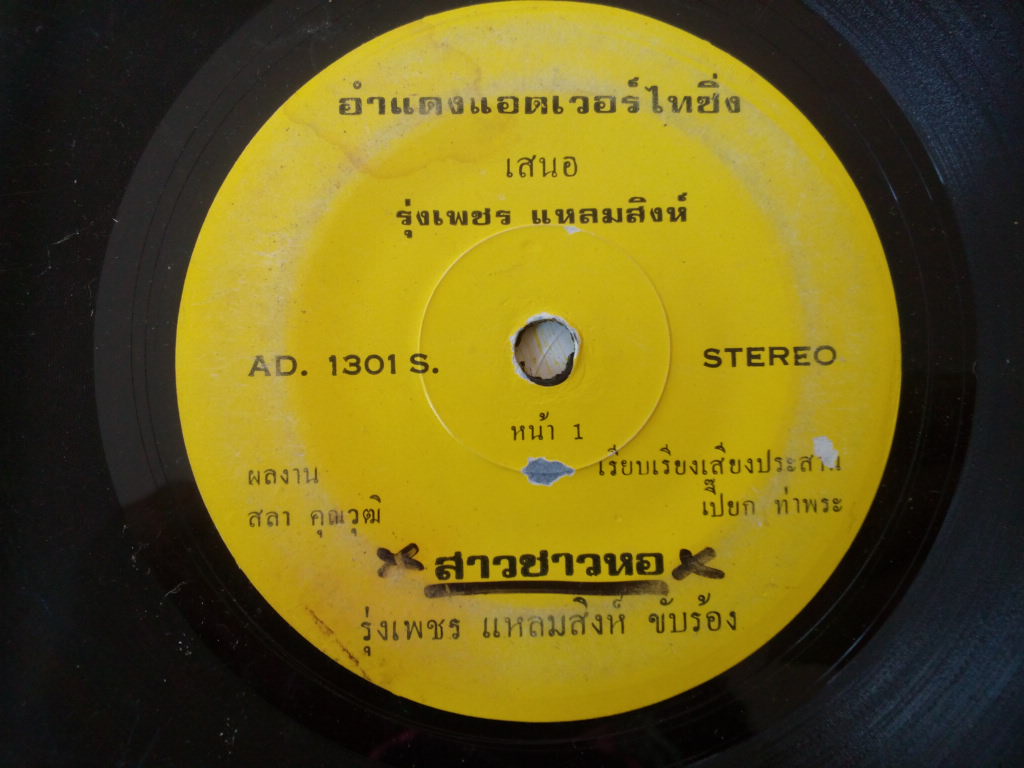 อำแดงแอดเวอร์ไทซิ่ง
เสนอ
รุ่งเพชร แหลมสิงห์
AD. 1301 S.
STEREO
หน้า 1
ผลงาน
สลา คุณวุฒิ
เรียบเรียงเสียงประสาน
เปี๊ยก ท่าพระ
สาวชาวหอ
รุ่งเพชร แหลมสิงห์ ขับร้อง